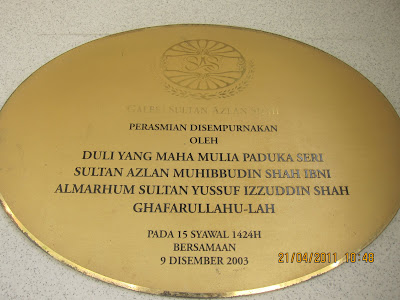 GALERI SULTAN AZLAN SHAH
PERASMIAN DISEMPURNAKAN
OLEH
DULI YANG MAHA MULIA PADUKA SERI
SULTAN AZLAN MUHIBBUDIN SHAH IBNI
ALMARHUM SULTAN YUSSUF IZZUDDIN SHAH
GHAFARULLAHU-LAH
PADA 15 SYAWAL 1424H
BERSAMAAN
9 DISEMBER 2003
21/04/2011 10:40